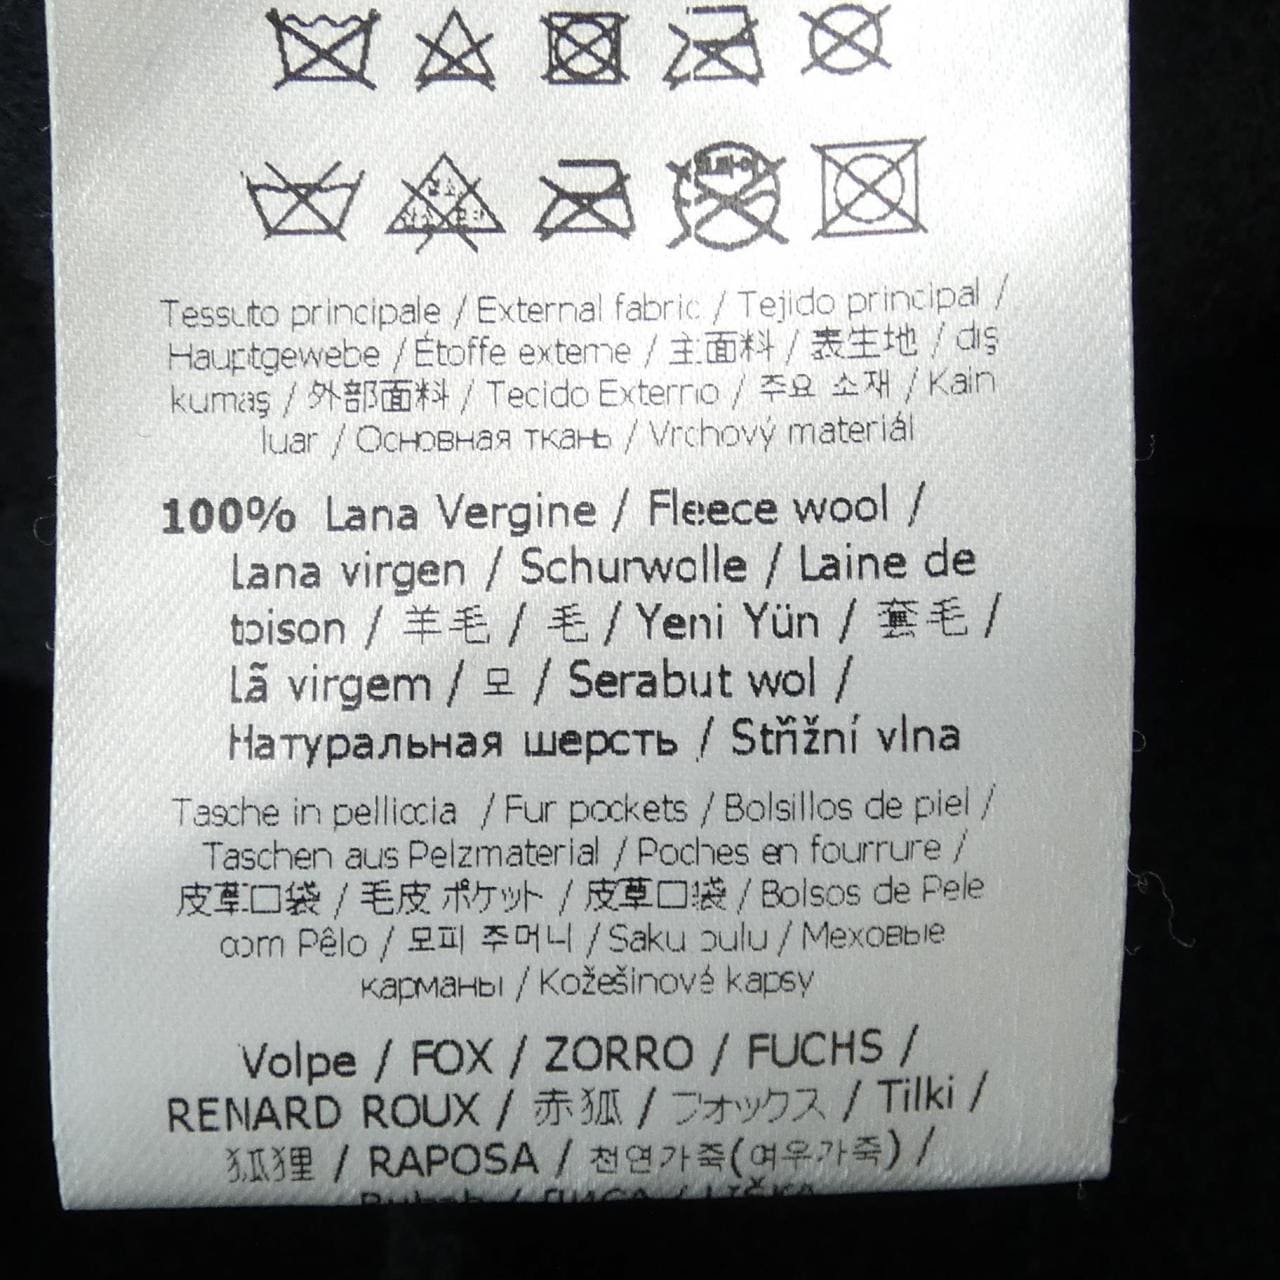 Tessuto principale / External fabric / Tejido principal /
Hauptgewebe / Étoffe externe / 主面料 / 表生地 / dış
kumaş / 外部面料 / Tecido Externo / 주요 소재 / Kain
luar / Основная ткань / Vrchový materiál
100% Lana Vergine / Fleece wool /
Lana virgen / Schurwolle / Laine de
toison / 羊毛 / 毛 / Yeni Yün / 套毛 /
Lã virgem / 모 / Serabut wol /
Натуральная шерсть / Střižní vlna
Tasche in pelliccia / Fur pockets / Bolsillos de piel /
Taschen aus Pelzmaterial / Poches en fourrure /
皮草口袋 / 毛皮 ポケット / 皮草口袋 / Bolsos de Pele
com Pêlo / 모피 주머니 / Saku bulu / Меховые
карманы / Kožešinové kapsy
Volpe / FOX / ZORRO / FUCHS /
RENARD ROUX / 赤狐 / フォックス / Tilki /
狐狸 / RAPOSA / 천연가죽(여우가죽) /